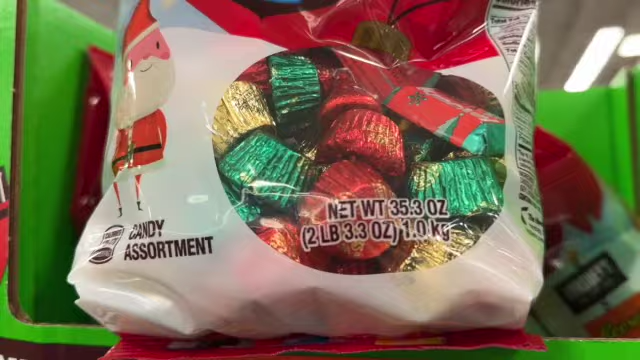 CANDY
ASSORTMENT
NET WT 35.3 OZ
(2 LB 3.3 OZ) 1.0 kg